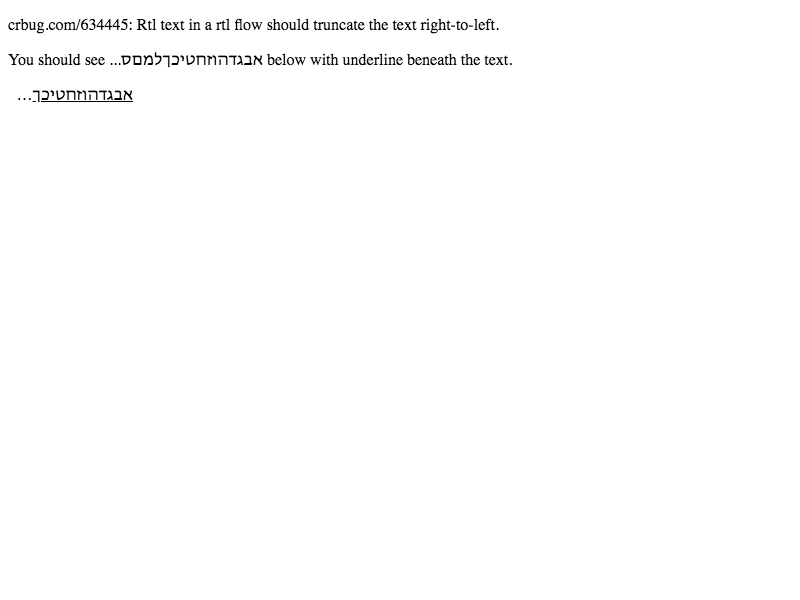 crbug.com/634445: Rtl text in a rtl flow should truncate the text right-to-left.
You should see ...אבגדהוזחטיכךלמםס below with underline beneath the text.
אבגדהוזחטיכך…